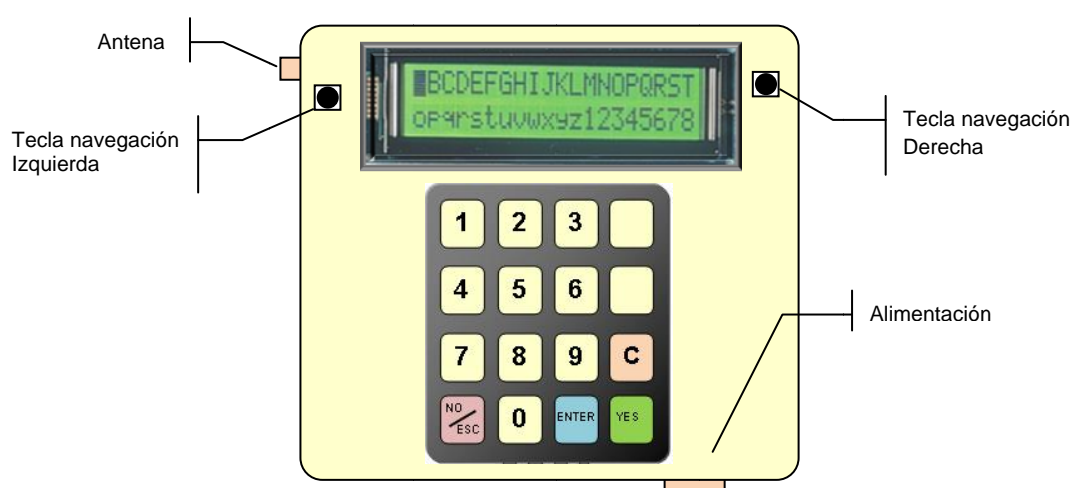 Antena
BCDEFGHIJKLMNOPQRST
opqrstuvwxyz12345678
Tecla navegación
Izquierda
Tecla navegación
Derecha
1 2 3
4 5 6
Alimentación
7 8 9 C
NO
ESC 0 ENTER YES